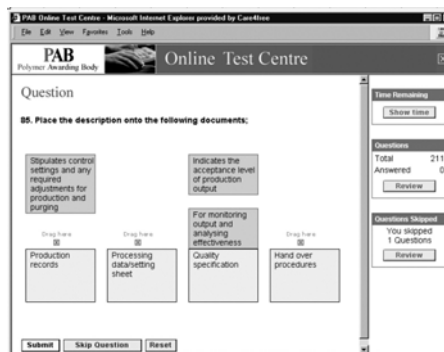 PAB Online Test Centre - Microsoft Internet Explorer provided by Care4free
File Edit View Favorites Tools Help
PAB
Polymer Awarding Body
Online Test Centre
Question
B5. Place the description onto the following documents;
Stipulates control
settings and any
required
adjustments for
production and
purging
Indicates the
acceptance level
of production
output
For monitoring
output and
analysing
effectiveness
Drag here
Drag here
Drag here
Production
records
Processing
data/setting
sheet
Quality
specification
Hand over
procedures
Submit
Skip Question
Reset
Time Remaining
Show time
Questions
Total 211
Answered 0
Review
Questions Skipped
You skipped
1 Questions
Review